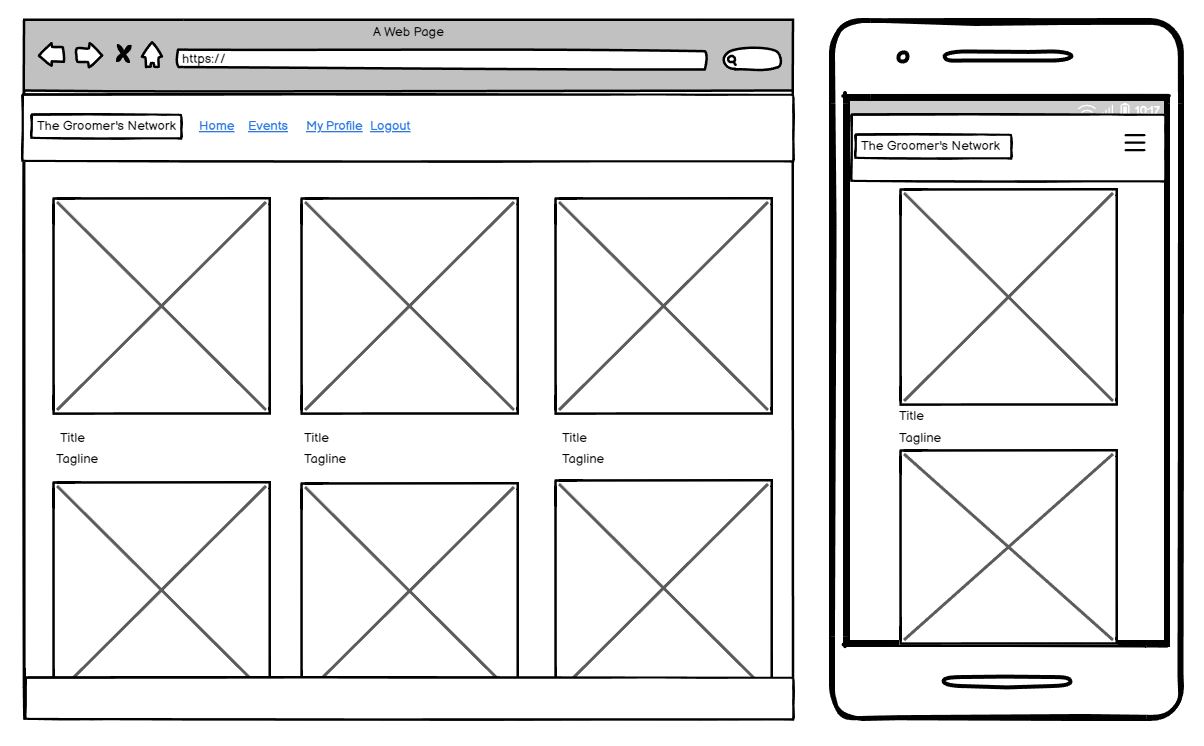 A Web Page
https://
The Groomer's Network Home Events My Profile Logout
Title Title Title
Tagline Tagline Tagline
10:17
The Groomer's Network
Title
Tagline